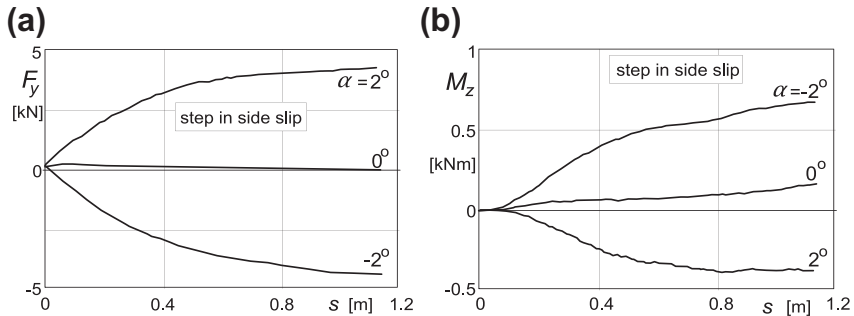 (a)
5
F_y
[kN]
0
-5
α = 2°
step in side slip
0°
-2°
0 0.4 0.8 1.2
s [m]
(b)
1
M_z
0.5
[kNm]
0
-0.5
step in side slip
α =-2°
0°
2°
0 0.4 0.8 1.2
s [m]